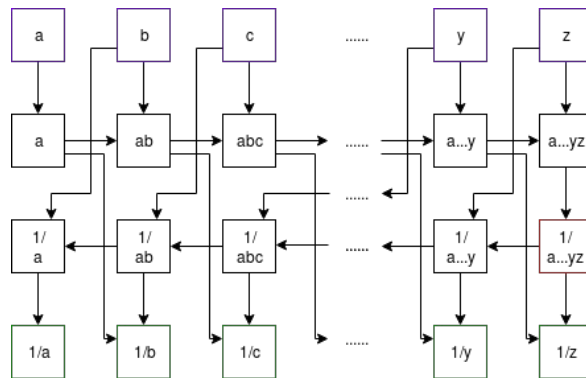 a b c ...... y z
a ab abc ...... a...y a...yz
......
1/ 1/ 1/ ...... 1/ 1/
a ab abc a...y a...yz
1/a 1/b 1/c ...... 1/y 1/z